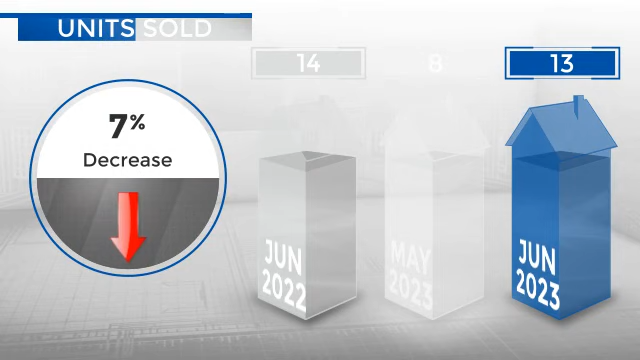 UNITS SOLD
14
8
13
7%
Decrease
JUN
2022
MAY
2023
JUN
2023